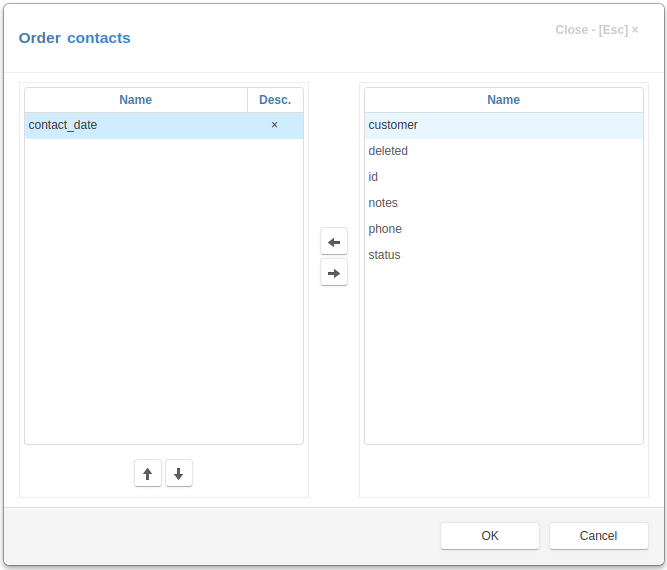 Order contacts
Close - [Esc] ×
Name Desc.
contact_date ×
Name
customer
deleted
id
notes
phone
status
OK
Cancel